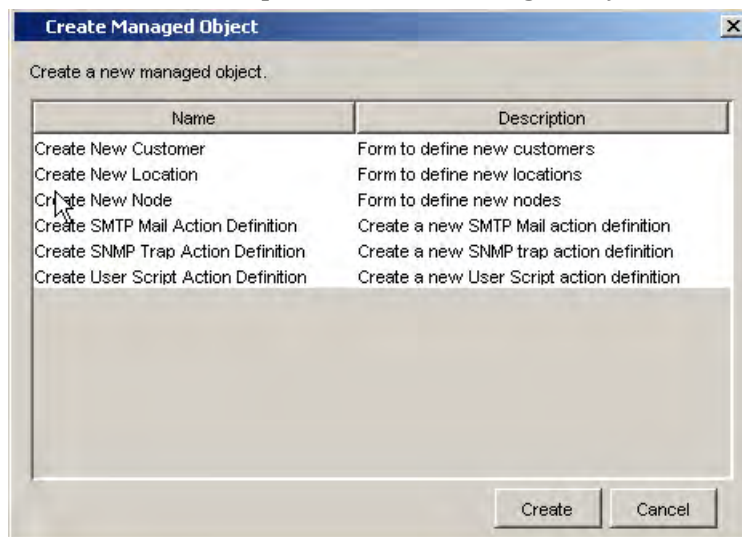 Create Managed Object
Create a new managed object.
Name Description
Create New Customer Form to define new customers
Create New Location Form to define new locations
Create New Node Form to define new nodes
Create SMTP Mail Action Definition Create a new SMTP Mail action definition
Create SNMP Trap Action Definition Create a new SNMP trap action definition
Create User Script Action Definition Create a new User Script action definition
Create Cancel